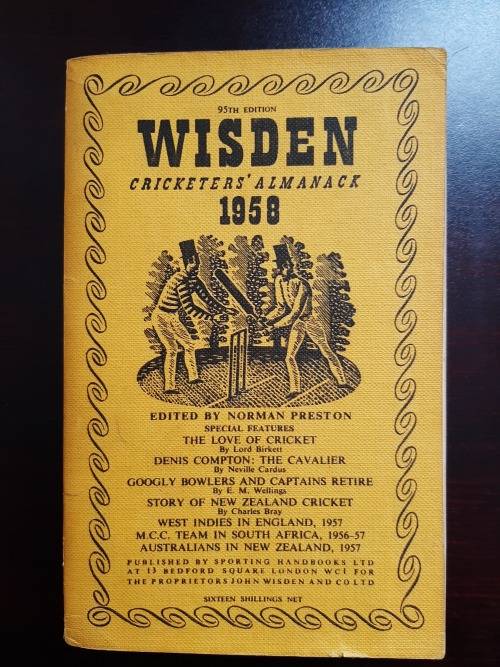 95TH EDITION
WISDEN
CRICKETERS' ALMANACK
1958
EDITED BY NORMAN PRESTON
SPECIAL FEATURES
THE LOVE OF CRICKET
By Lord Birkett
DENIS COMPTON: THE CAVALIER
By Neville Cardus
GOOGLY BOWLERS AND CAPTAINS RETIRE
By E. M. Wellings
STORY OF NEW ZEALAND CRICKET
By Charles Bray
WEST INDIES IN ENGLAND, 1957
M.C.C. TEAM IN SOUTH AFRICA, 1956-57
AUSTRALIANS IN NEW ZEALAND, 1957
PUBLISHED BY SPORTING HANDBOOKS LTD
AT 13 BEDFORD SQUARE LONDON WC1 FOR
THE PROPRIETORS JOHN WISDEN AND CO LTD
SIXTEEN SHILLINGS NET